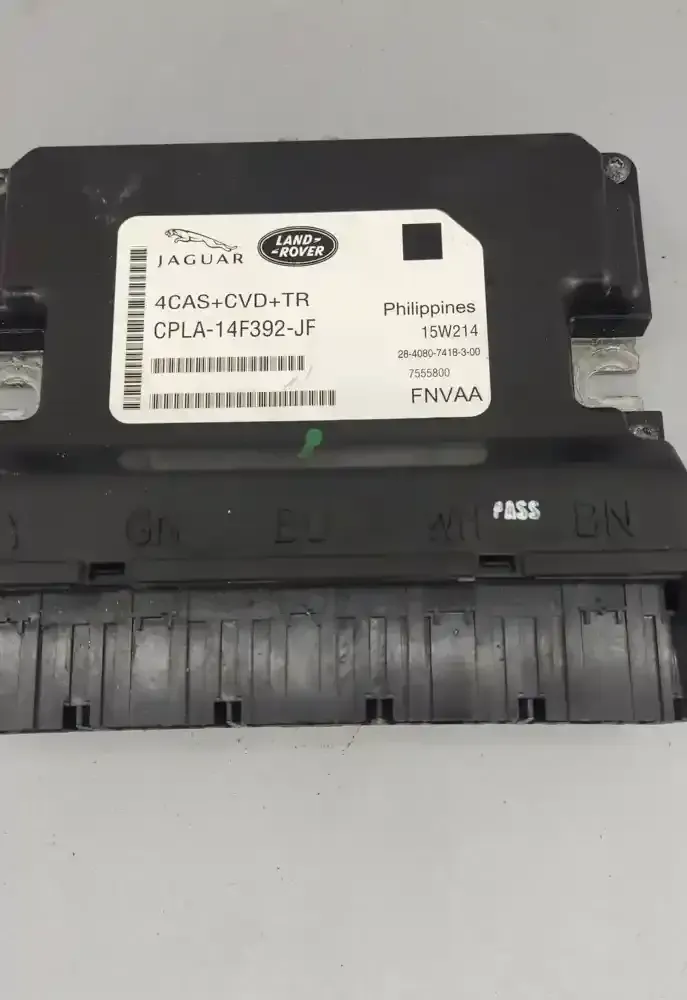 JAGUAR
LAND-
-ROVER
4CAS+CVD+TR
CPLA-14F392-JF
Philippines
15W214
28-4080-7418-3-00
7555800
FNVAA
GN
BU
WH
PASS
BN